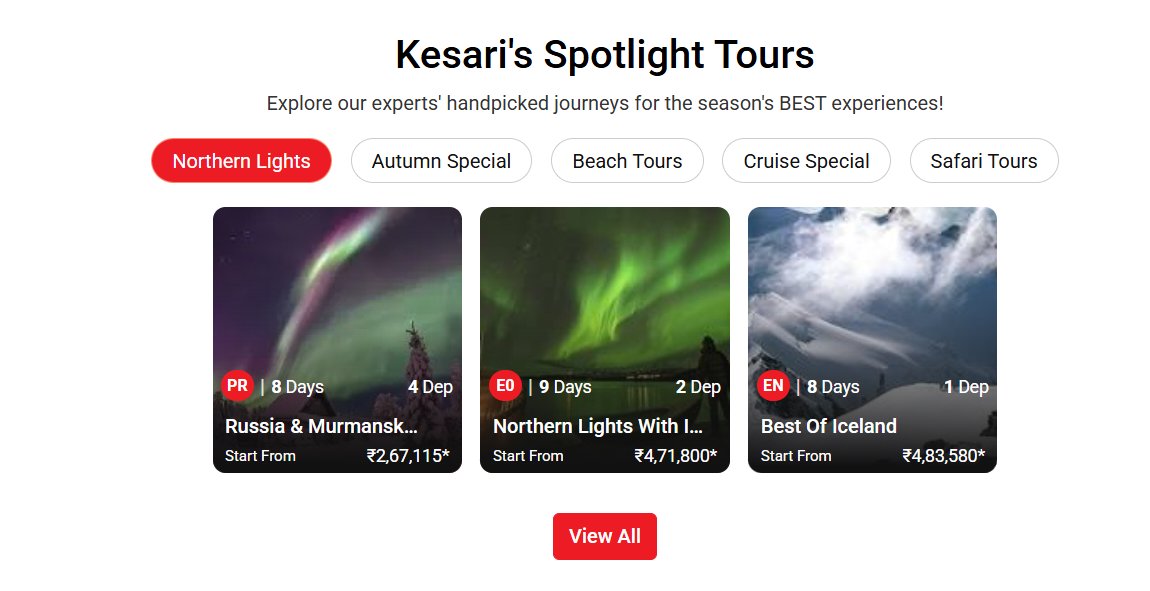 Kesari's Spotlight Tours
Explore our experts' handpicked journeys for the season's BEST experiences!
Northern Lights
Autumn Special
Beach Tours
Cruise Special
Safari Tours
PR | 8 Days 4 Dep
Russia & Murmansk...
Start From ₹2,67,115*
E0 | 9 Days 2 Dep
Northern Lights With I...
Start From ₹4,71,800*
EN | 8 Days 1 Dep
Best Of Iceland
Start From ₹4,83,580*
View All